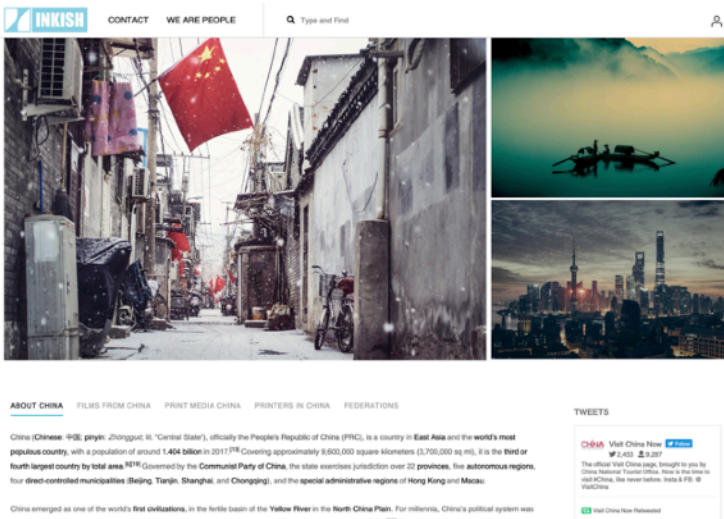 INKISH CONTACT WE ARE PEOPLE Type and Find
ABOUT CHINA FILMS FROM CHINA PRINT MEDIA CHINA PRINTERS IN CHINA FEDERATIONS
China (Chinese: 中国; pinyin: Zhōngguó; lit. "Central State"), officially the People's Republic of China (PRC), is a country in East Asia and the world's most
populous country, with a population of around 1.404 billion in 2017.[13] Covering approximately 9,600,000 square kilometers (3,700,000 sq mi), it is the third or
fourth largest country by total area. Governed by the Communist Party of China, the state exercises jurisdiction over 22 provinces, five autonomous regions,
four direct-controlled municipalities (Beijing, Tianjin, Shanghai, and Chongqing), and the special administrative regions of Hong Kong and Macau.
China emerged as one of the world's first civilizations, in the fertile basin of the Yellow River in the North China Plain. For millennia, China's political system was
TWEETS
CHINA Visit China Now Follow
2,433 9,287
The official Visit China page, brought to you by
China National Tourist Office. Now is the time to
visit #China, like never before. Insta & FB: @
VisitChina
Visit China Now Retweeted